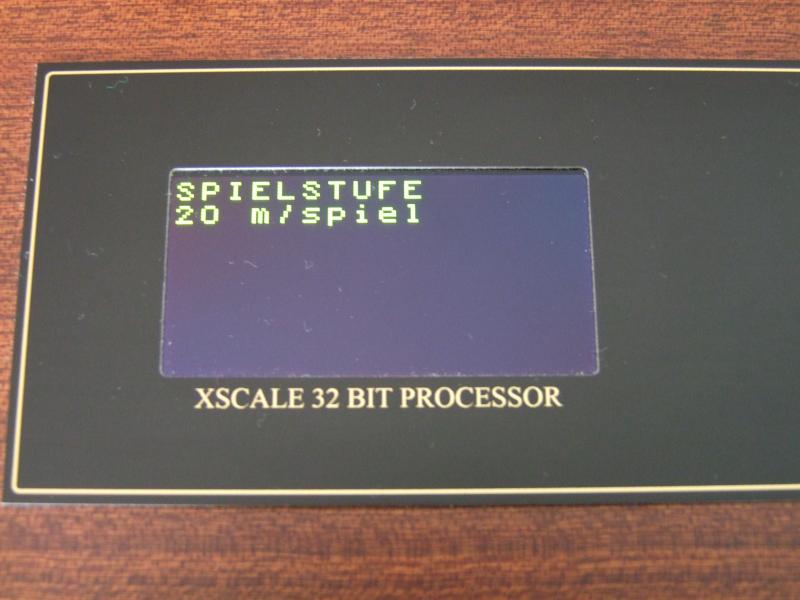 SPIELSTUFE
20 m/spiel
XSCALE 32 BIT PROCESSOR